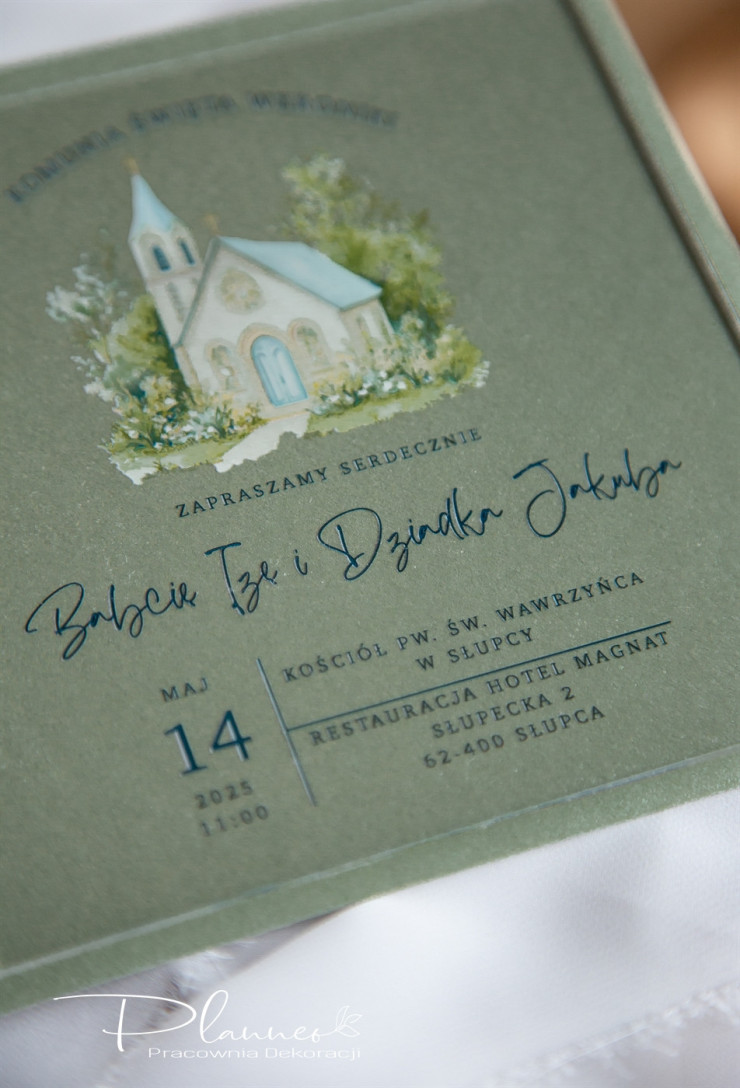 KOMUNIA ŚWIĘTA WERONIKI
ZAPRASZAMY SERDECZNIE
Babcię Tzę i Dziadka Jakuba
KOŚCIÓŁ PW. ŚW. WAWRZYŃCA
W SŁUPCY
RESTAURACJA HOTEL MAGNAT
SŁUPECKA 2
62-400 SŁUPCA
MAJ
14
2025
11:00
Planner
Pracownia Dekoracji